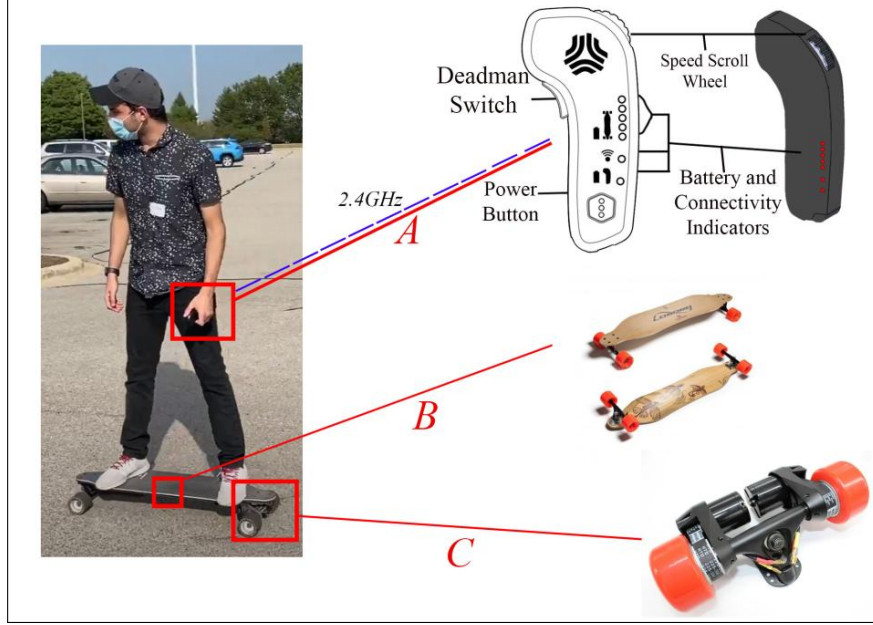 Deadman
Switch
Speed Scroll
Wheel
2.4GHz
A
Power
Button
Battery and
Connectivity
Indicators
B
C